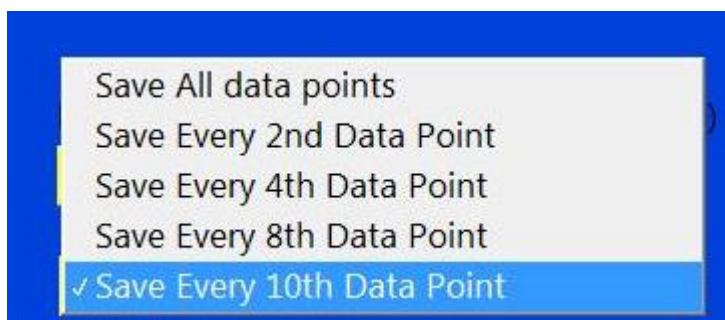 Save All data points
Save Every 2nd Data Point
Save Every 4th Data Point
Save Every 8th Data Point
✓ Save Every 10th Data Point